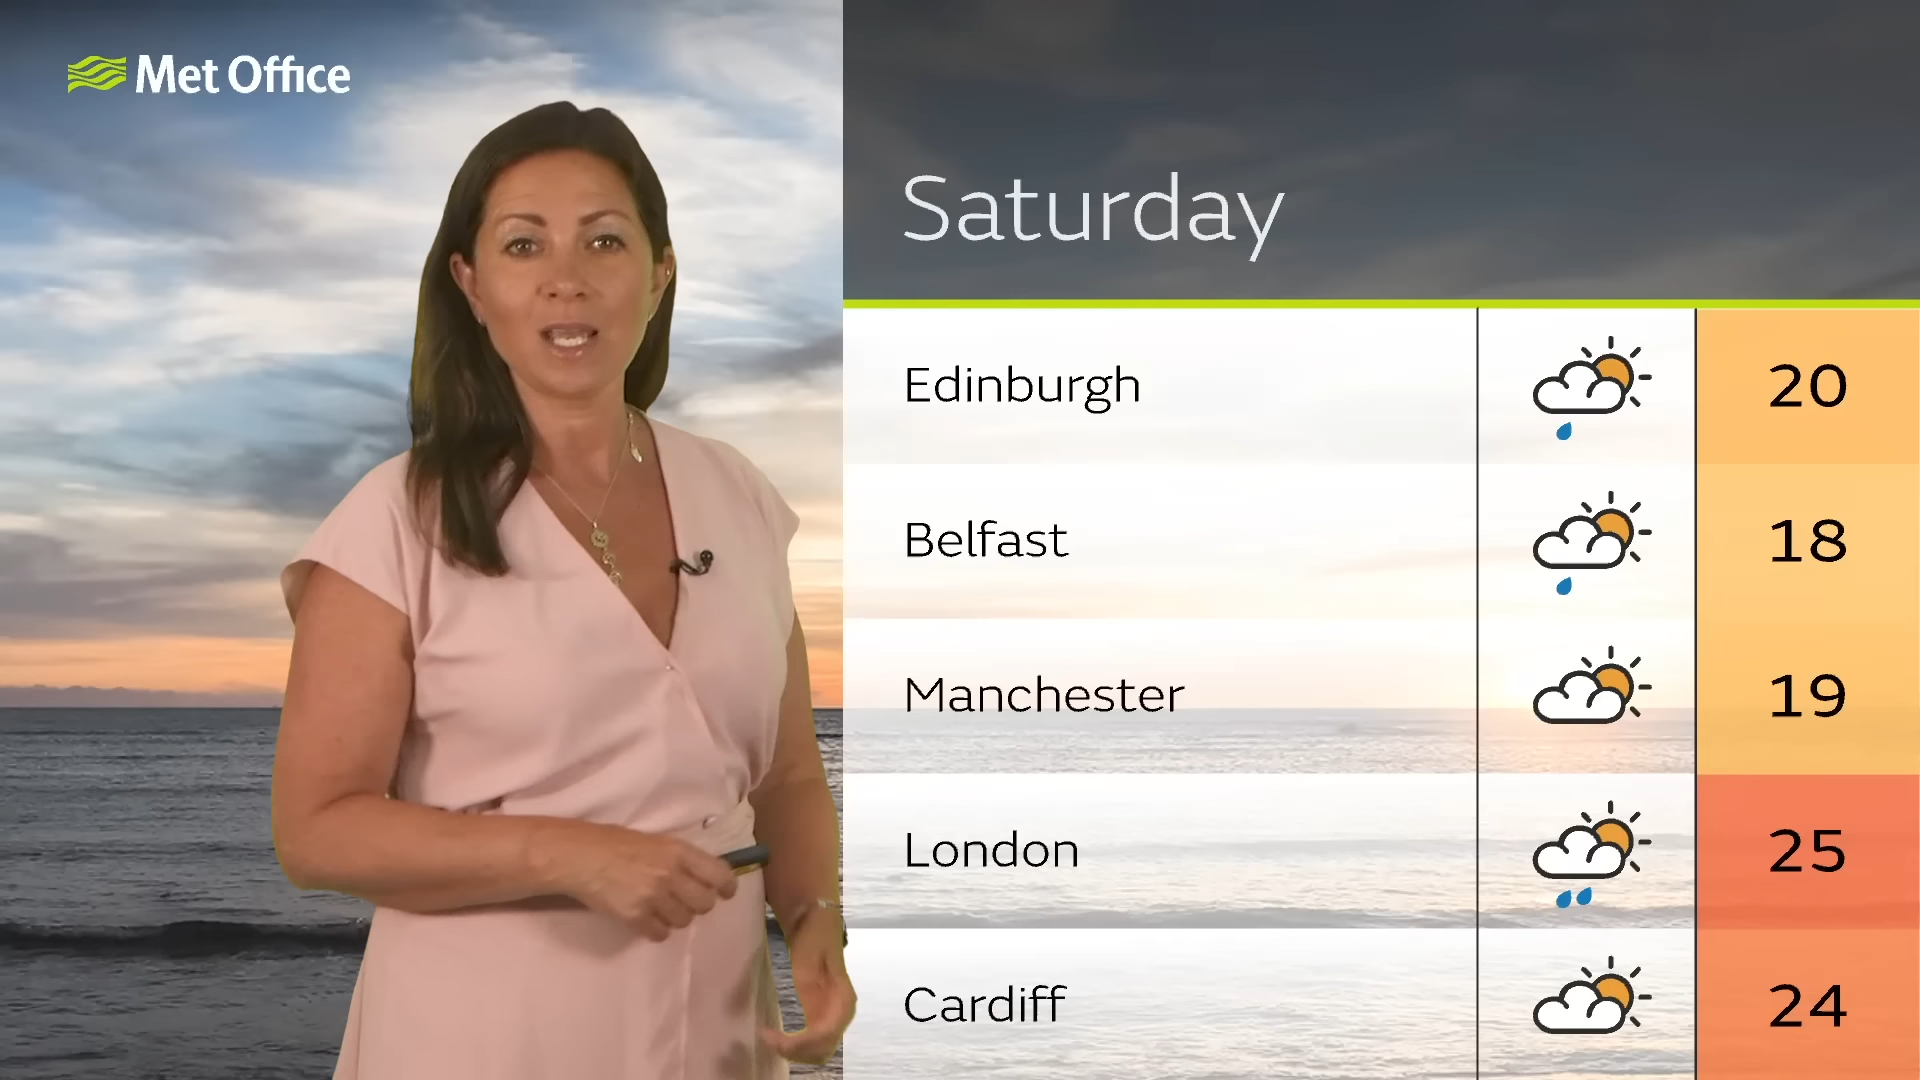 Met Office
Saturday
Edinburgh 20
Belfast 18
Manchester 19
London 25
Cardiff 24